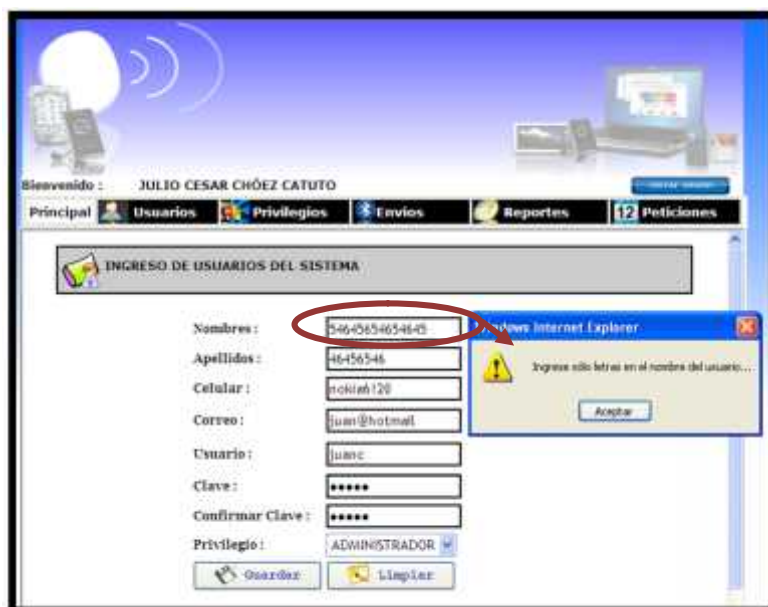 Bienvenido : JULIO CESAR CHÓEZ CATUTO
Principal Usuarios Privilegios Envios Reportes 12 Peticiones
INGRESO DE USUARIOS DEL SISTEMA
Nombres : 54645654654645
Windows Internet Explorer
Ingrese sólo letras en el nombre del usuario...
Aceptar
Apellidos : 46456546
Celular : nokia6120
Correo : juan@hotmail
Usuario : juanc
Clave : •••••
Confirmar Clave : •••••
Privilegio : ADMINISTRADOR
Guardar Limpiar